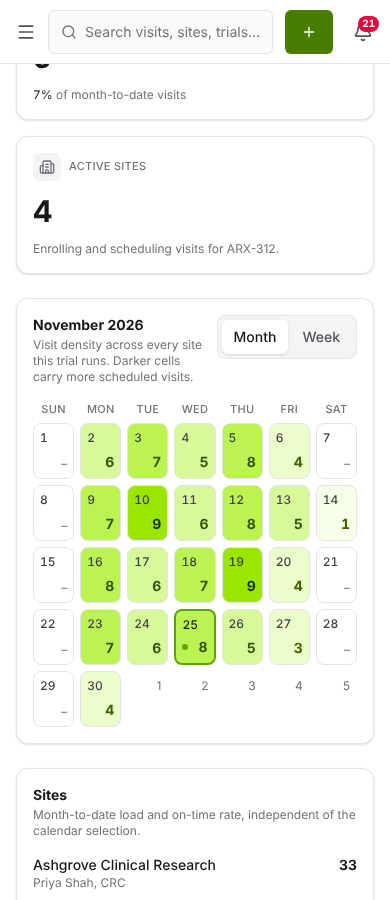 Search visits, sites, trials...
21
7% of month-to-date visits
ACTIVE SITES
4
Enrolling and scheduling visits for ARX-312.
November 2026
Visit density across every site
this trial runs. Darker cells
carry more scheduled visits.
Month Week
SUN MON TUE WED THU FRI SAT
1 2 3 4 5 6 7
– 6 7 5 8 4 –
8 9 10 11 12 13 14
– 7 9 6 8 5 1
15 16 17 18 19 20 21
– 8 6 7 9 4 –
22 23 24 25 26 27 28
– 7 6 8 5 3 –
29 30 1 2 3 4 5
– 4
Sites
Month-to-date load and on-time rate, independent of the
calendar selection.
Ashgrove Clinical Research 33
Priya Shah, CRC